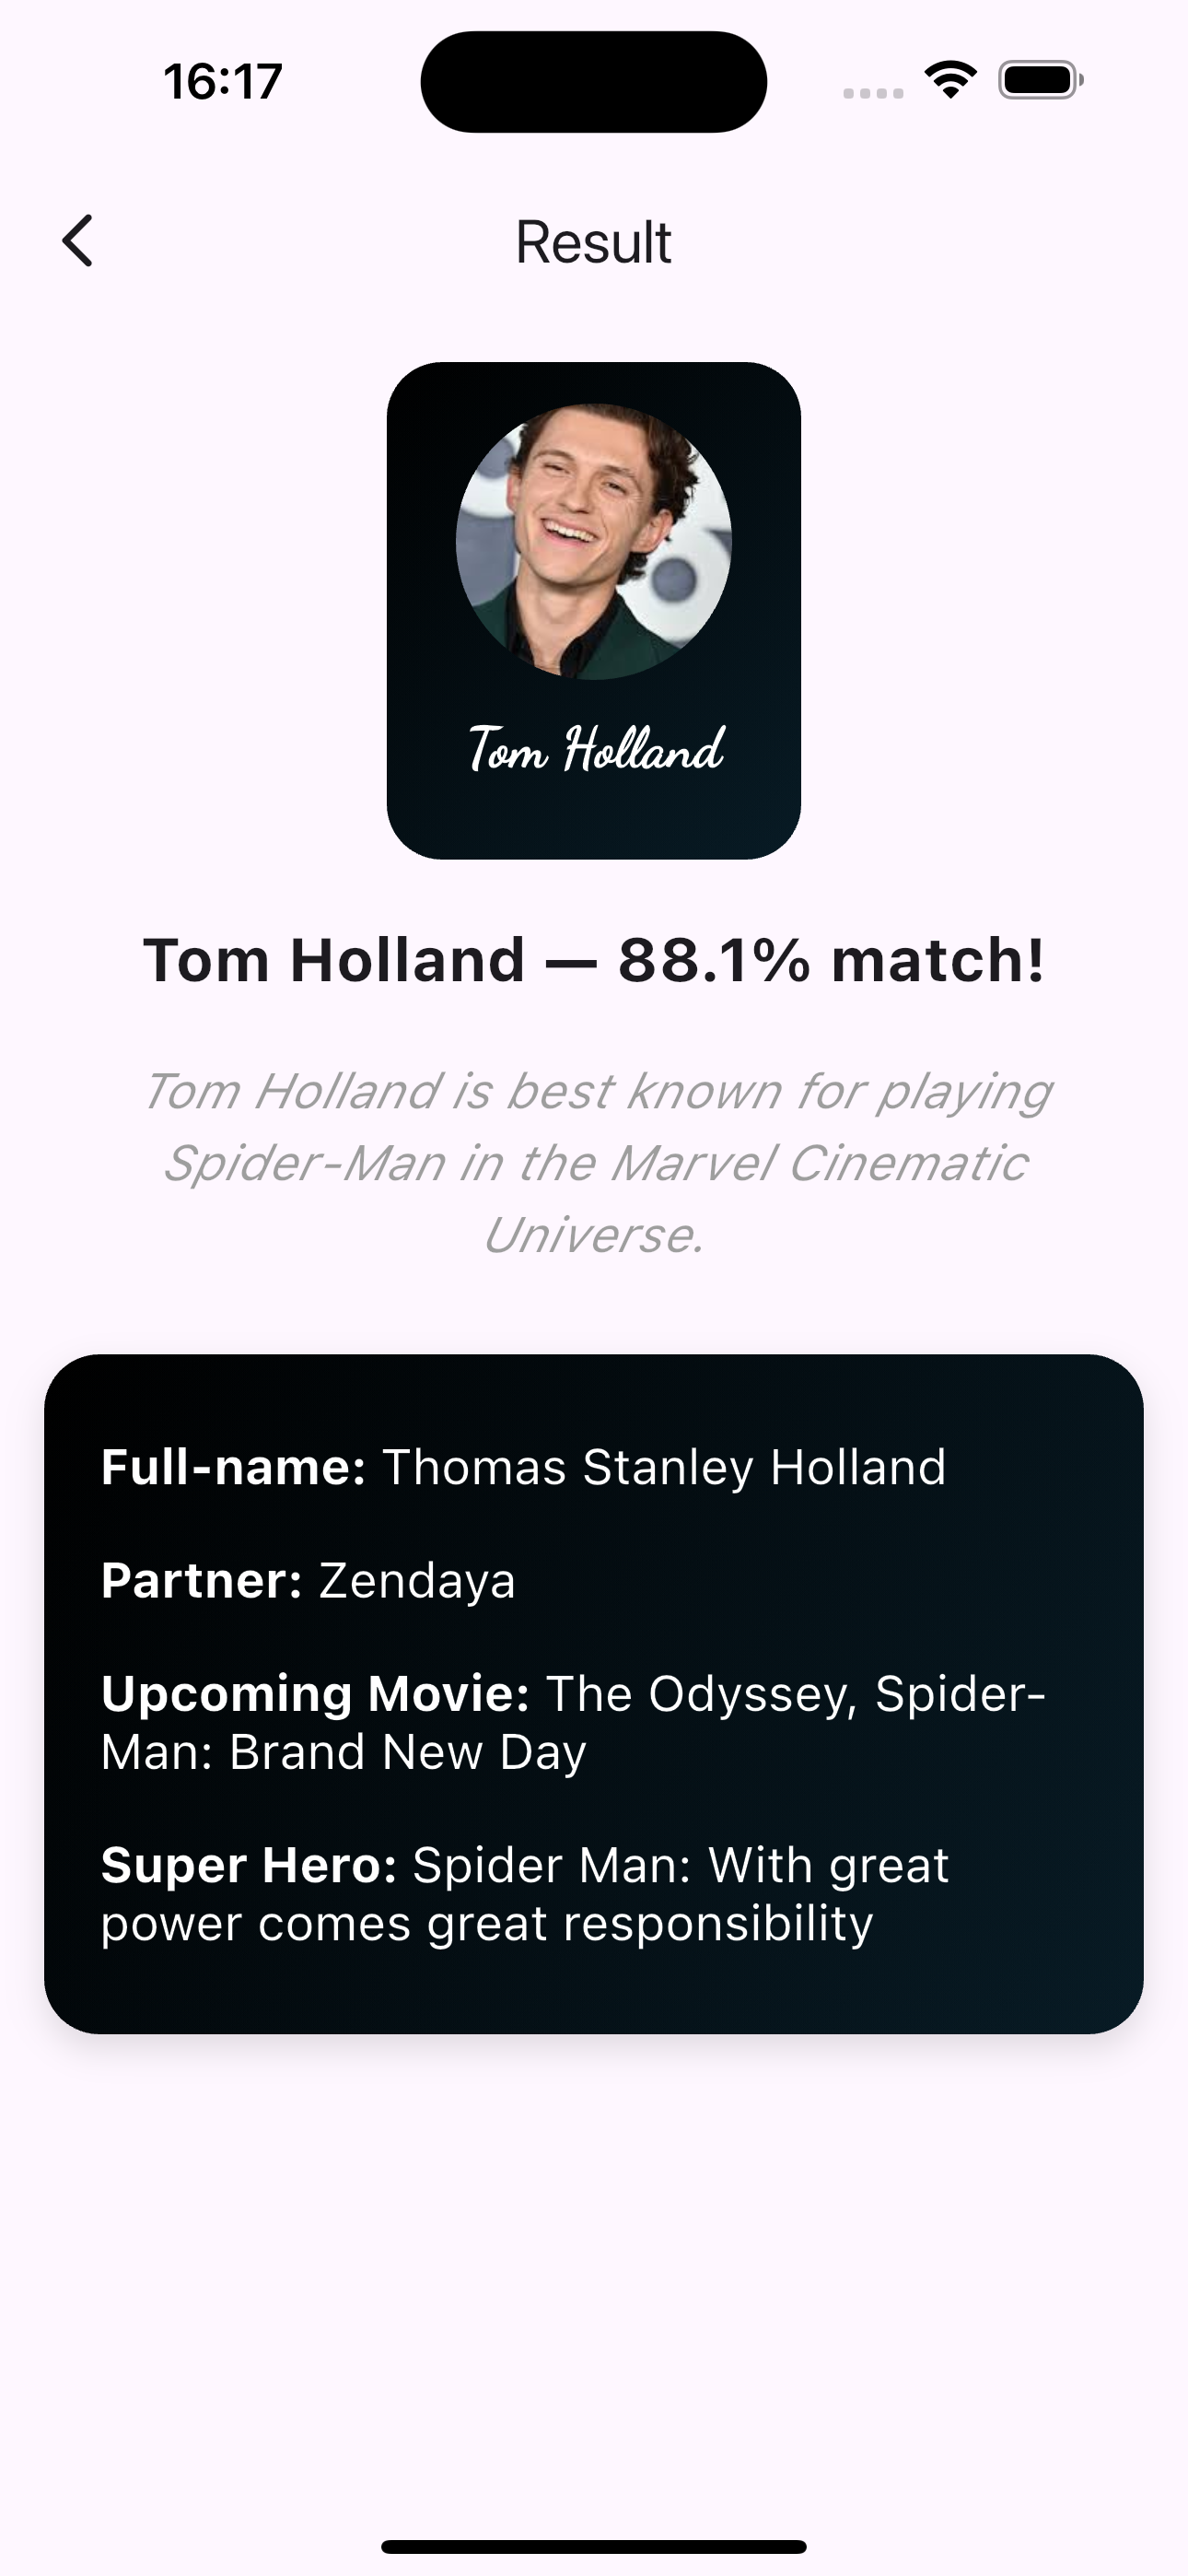 16:17
Result
Tom Holland
Tom Holland — 88.1% match!
Tom Holland is best known for playing
Spider-Man in the Marvel Cinematic
Universe.
Full-name: Thomas Stanley Holland
Partner: Zendaya
Upcoming Movie: The Odyssey, Spider-
Man: Brand New Day
Super Hero: Spider Man: With great
power comes great responsibility